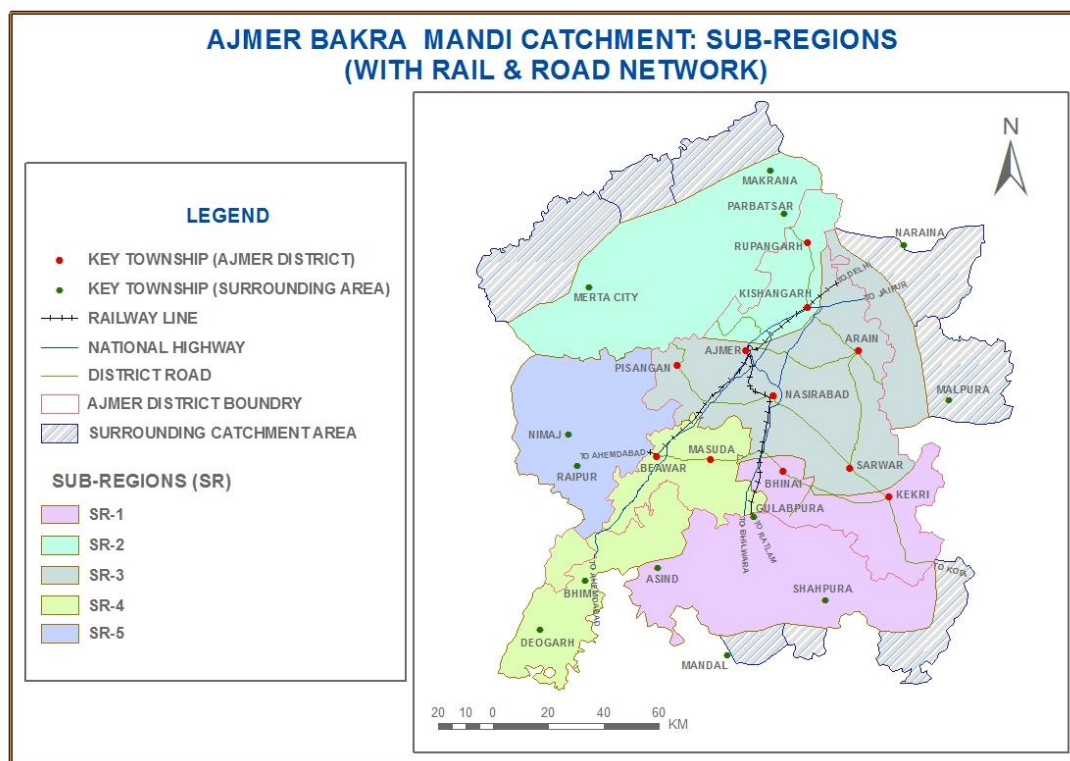 AJMER BAKRA MANDI CATCHMENT: SUB-REGIONS
(WITH RAIL & ROAD NETWORK)
LEGEND
KEY TOWNSHIP (AJMER DISTRICT)
KEY TOWNSHIP (SURROUNDING AREA)
RAILWAY LINE
NATIONAL HIGHWAY
DISTRICT ROAD
AJMER DISTRICT BOUNDRY
SURROUNDING CATCHMENT AREA
SUB-REGIONS (SR)
SR-1
SR-2
SR-3
SR-4
SR-5
N
MAKRANA
PARBATSAR
RUPANGARH
NARAINA
TO DELHI
MERTA CITY
KISHANGARH
TO JAIPUR
AJMER
ARAIN
PISANGAN
NASIRABAD
MALPURA
NIMAJ
MASUDA
TO AHEMDABAD
BEAWAR
RAIPUR
BHINAI
SARWAR
KEKRI
GULABPURA
TO BHILWARA
TO RATLAM
TO KOTA
ASIND
BHIM
TO AHEMDABAD
SHAHPURA
DEOGARH
MANDAL
20 10 0 20 40 60
KM